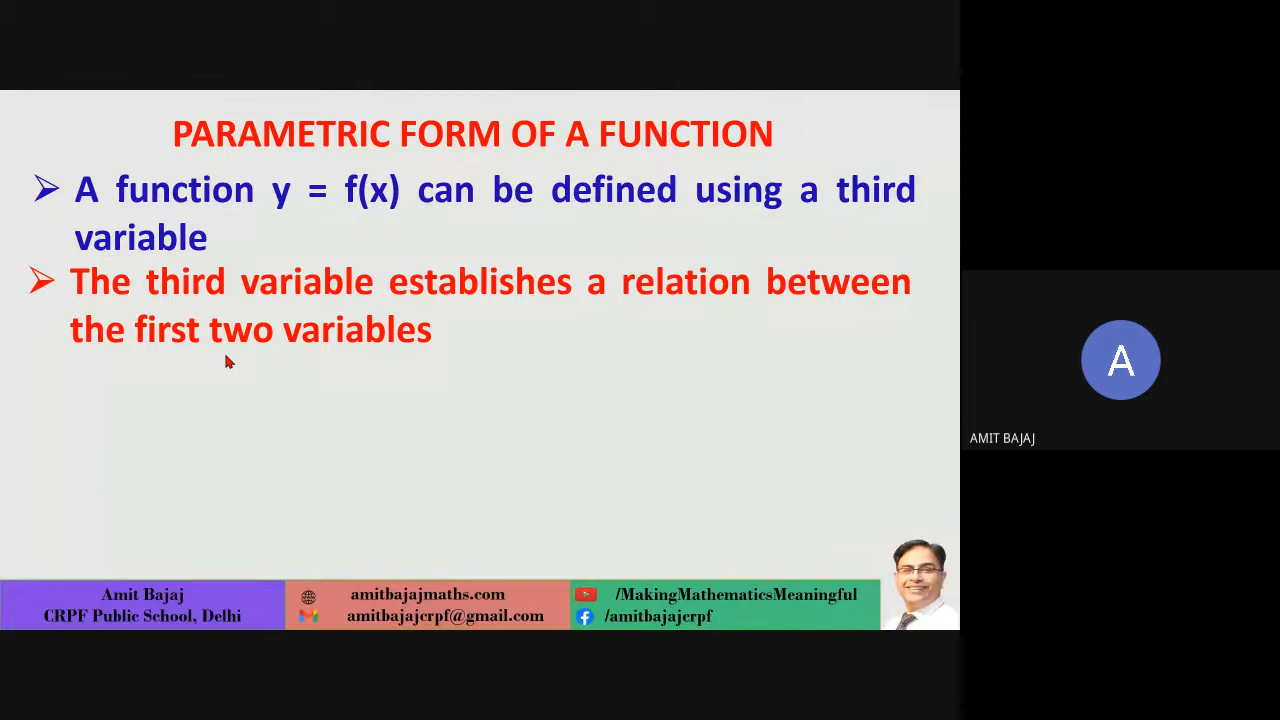 PARAMETRIC FORM OF A FUNCTION
A function y = f(x) can be defined using a third
variable
The third variable establishes a relation between
the first two variables
A
AMIT BAJAJ
Amit Bajaj
CRPF Public School, Delhi
amitbajajmaths.com
amitbajajcrpf@gmail.com
/MakingMathematicsMeaningful
/amitbajajcrpf